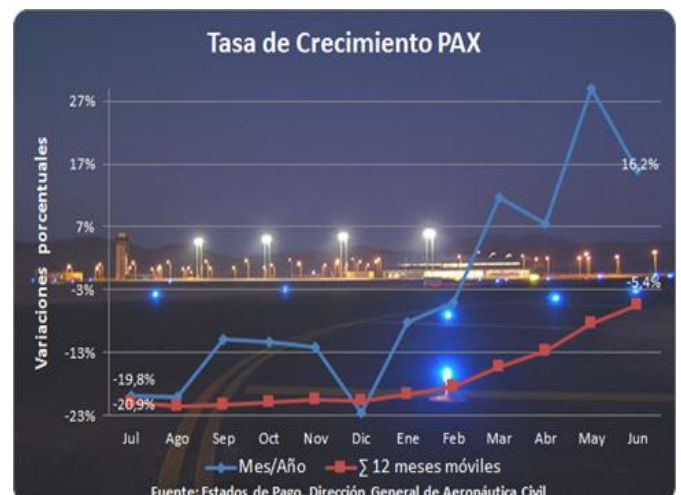 Tasa de Crecimiento PAX
Variaciones porcentuales
27%
17%
7%
-3%
-13%
-23%
16,2%
-5,4%
-19,8%
-20,9%
Jul Ago Sep Oct Nov Dic Ene Feb Mar Abr May Jun
Mes/Año ∑ 12 meses móviles
Fuente: Estados de Pago, Dirección General de Aeronáutica Civil